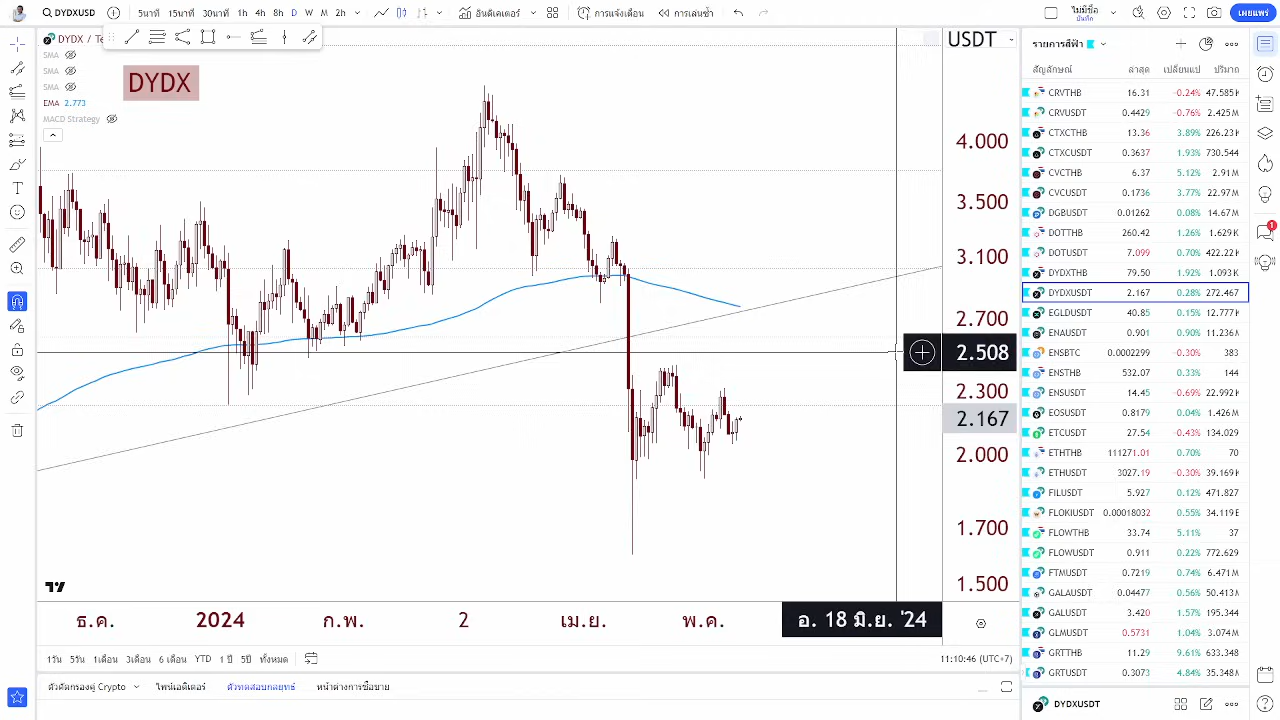 DYDXUSD 5นาที 15นาที 30นาที 1h 4h 8h D W M 2h อินดิเคเตอร์ การแจ้งเตือน การเล่นซ้ำ ไม่มีชื่อ บันทึก เผยแพร่
DYDX / Te
SMA
SMA
SMA
EMA 2.773
MACD Strategy
DYDX
USDT
4.000
3.500
3.100
2.700
2.508
2.300
2.167
2.000
1.700
1.500
ธ.ค. 2024 ก.พ. 2 เม.ย. พ.ค. อ. 18 มิ.ย. '24
1วัน 5วัน 1เดือน 3เดือน 6 เดือน YTD 1 ปี 5ปี ทั้งหมด 11:10:46 (UTC+7)
ตัวคัดกรองคู่ Crypto ไพน์เอดิเตอร์ ตัวทดสอบกลยุทธ์ หน้าต่างการซื้อขาย
รายการสีฟ้า
สัญลักษณ์ ล่าสุด เปลี่ยนแป ปริมาณ
CRVTHB 16.31 -0.24% 47.585K
CRVUSDT 0.4429 -0.76% 2.425M
CTXCTHB 13.36 3.89% 226.23K
CTXCUSDT 0.3637 1.93% 730.544
CVCTHB 6.37 5.12% 2.91M
CVCUSDT 0.1736 3.77% 22.97M
DGBUSDT 0.01262 0.08% 14.67M
DOTTHB 260.42 1.26% 1.629K
DOTUSDT 7.099 0.70% 422.22K
DYDXTHB 79.50 1.92% 1.093K
DYDXUSDT 2.167 0.28% 272.467
EGLDUSDT 40.85 0.15% 12.777K
ENAUSDT 0.901 0.90% 11.236M
ENSBTC 0.0002299 -0.30% 383
ENSTHB 532.07 0.33% 144
ENSUSDT 14.45 -0.69% 22.992K
EOSUSDT 0.8179 0.04% 1.426M
ETCUSDT 27.54 -0.43% 134.029
ETHTHB 111271.01 0.70% 70
ETHUSDT 3027.19 -0.30% 39.169K
FILUSDT 5.927 0.12% 471.827
FLOKIUSDT 0.00018032 0.55% 34.119B
FLOWTHB 33.74 5.11% 37
FLOWUSDT 0.911 0.22% 772.629
FTMUSDT 0.7219 0.74% 6.471M
GALAUSDT 0.04477 0.56% 50.413M
GALUSDT 3.420 1.57% 195.344
GLMUSDT 0.5731 1.04% 3.074M
GRTTHB 11.29 9.61% 633.348
GRTUSDT 0.3073 4.84% 35.348M
DYDXUSDT
1